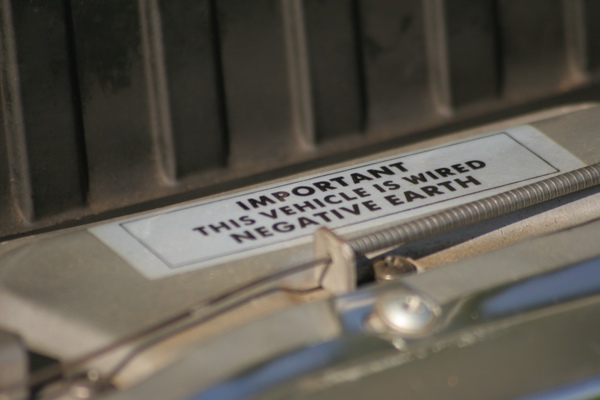 IMPORTANT
THIS VEHICLE IS WIRED
NEGATIVE EARTH